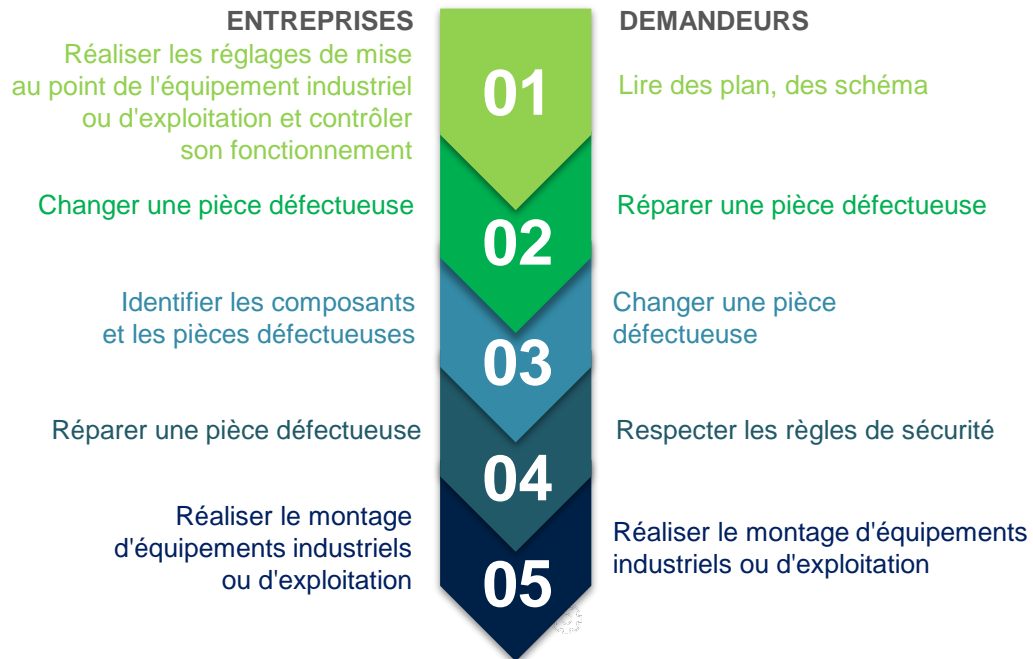 ENTREPRISES
DEMANDEURS
Réaliser les réglages de mise
au point de l'équipement industriel
ou d'exploitation et contrôler
son fonctionnement
01
Lire des plan, des schéma
Changer une pièce défectueuse
02
Réparer une pièce défectueuse
Identifier les composants
et les pièces défectueuses
03
Changer une pièce
défectueuse
Réparer une pièce défectueuse
04
Respecter les règles de sécurité
Réaliser le montage
d'équipements industriels
ou d'exploitation
05
Réaliser le montage d'équipements
industriels ou d'exploitation